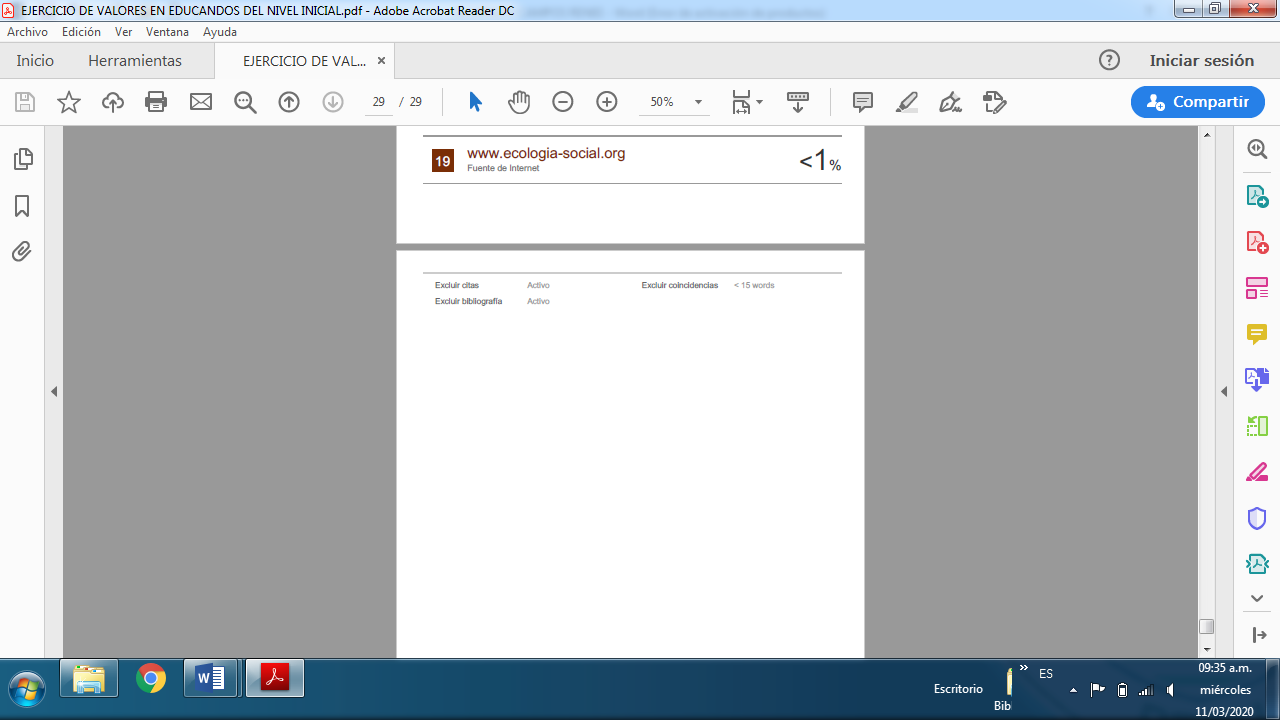 EJERCICIO DE VALORES EN EDUCANDOS DEL NIVEL INICIAL.pdf - Adobe Acrobat Reader DC
Archivo Edición Ver Ventana Ayuda
Inicio Herramientas EJERCICIO DE VAL... × Iniciar sesión
29 / 29 50% Compartir
19 www.ecologia-social.org <1%
Fuente de Internet
Excluir citas Activo Excluir coincidencias < 15 words
Excluir bibliografía Activo
Escritorio » ES 09:35 a.m.
miércoles
Bib 11/03/2020